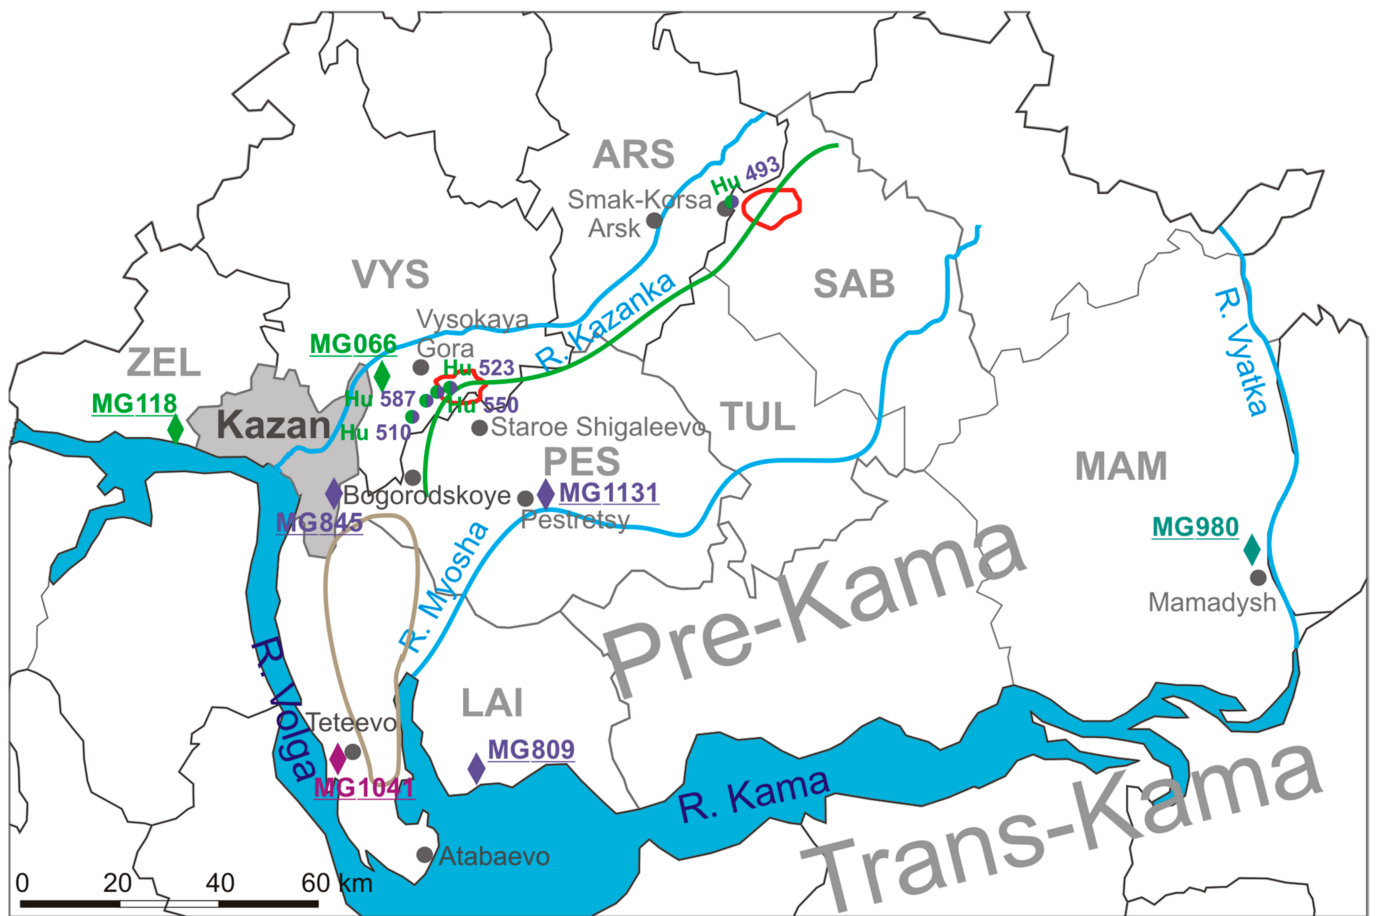 ARS
Hu 493
Smak-Korsa
Arsk
VYS
SAB
R. Kazanka
R. Vyatka
Vysokaya
Gora
MG066
ZEL
Hu 523
MG118
Hu 587
Hu 550
Kazan
Hu 510
Staroe Shigaleevo
TUL
PES
MAM
Bogorodskoye
MG1131
MG845
Pestretsy
MG980
Mamadysh
R. Myosha
Pre-Kama
R. Volga
LAI
Teteevo
MG809
MG1041
R. Kama
Trans-Kama
Atabaevo
0 20 40 60 km